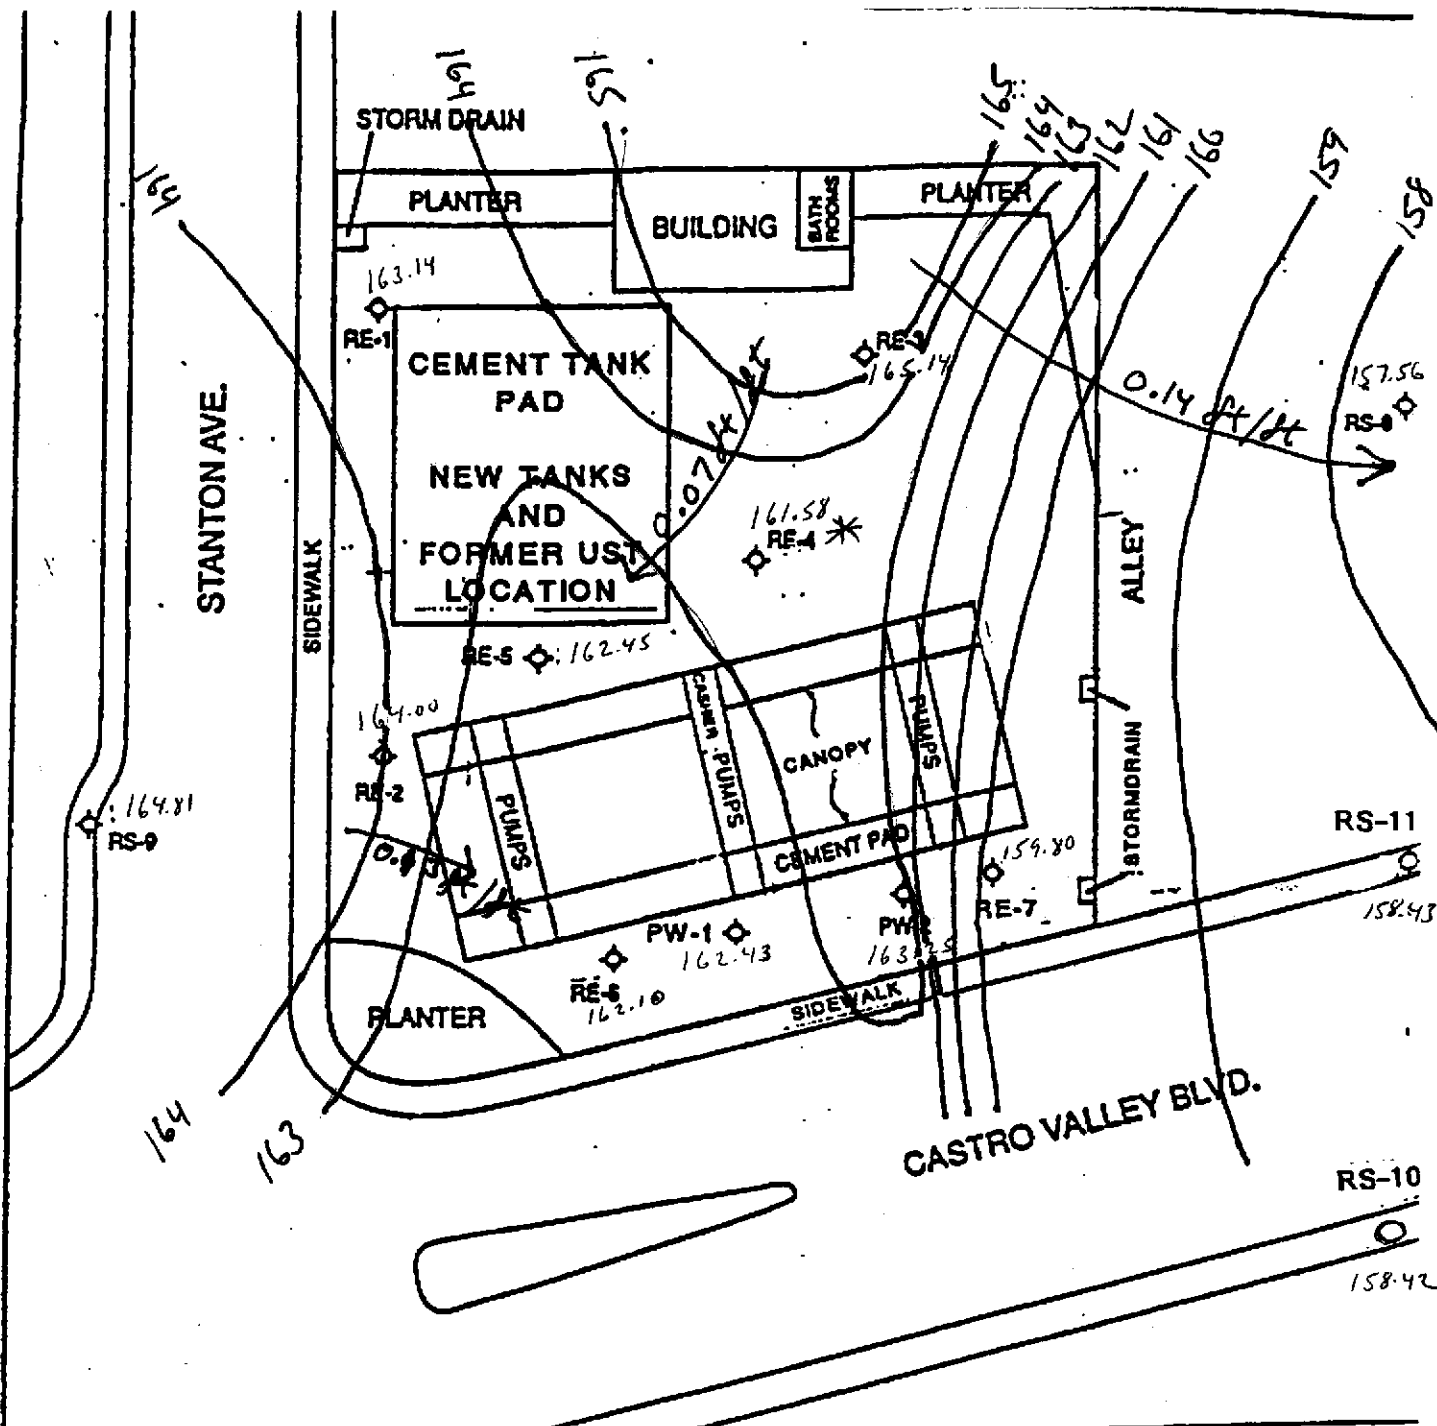 164
165
165
164
163
162
161
160
159
158
164
STORM DRAIN
PLANTER
BUILDING
BATH
ROOMS
PLANTER
163.14
RE-1
CEMENT TANK
PAD
NEW TANKS
AND
FORMER UST
LOCATION
RE-3
165.14
0.14 ft/ft
157.56
RS-8
STANTON AVE.
SIDEWALK
0.07 ft/ft
161.58
RE-4 *
ALLEY
RE-5
162.45
164.00
RE-2
164.81
RS-9
CASHIER
PUMPS
PUMPS
PUMPS
CANOPY
CEMENT PAD
STORMDRAIN
RS-11
158.43
159.80
RE-7
PW-1
162.43
PW-2
163.25
RE-6
162.10
PLANTER
SIDEWALK
164
163
CASTRO VALLEY BLVD.
RS-10
158.42